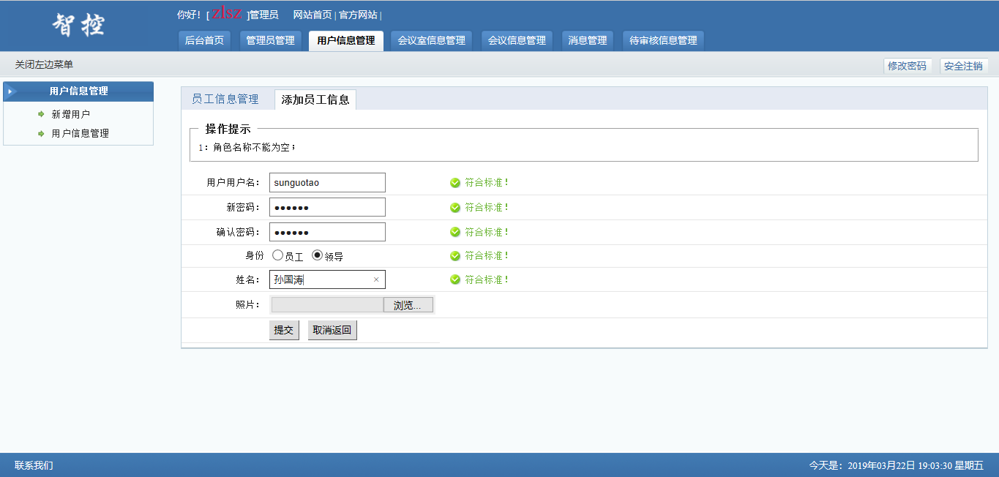 智控
你好！[ zlsz ]管理员 网站首页 | 官方网站 |
后台首页 管理员管理 用户信息管理 会议室信息管理 会议信息管理 消息管理 待审核信息管理
关闭左边菜单 修改密码 安全注销
用户信息管理
新增用户
用户信息管理
员工信息管理 添加员工信息
操作提示
1：角色名称不能为空；
用户用户名： sunguotao 符合标准！
新密码： ●●●●●● 符合标准！
确认密码： ●●●●●● 符合标准！
身份 员工 领导 符合标准！
姓名： 孙国涛 × 符合标准！
照片： 浏览...
提交 取消返回
联系我们 今天是：2019年03月22日 19:03:30 星期五